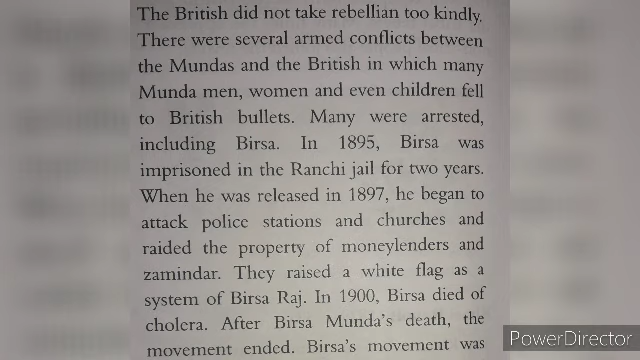 The British did not take rebellian too kindly.
There were several armed conflicts between
the Mundas and the British in which many
Munda men, women and even children fell
to British bullets. Many were arrested,
including Birsa. In 1895, Birsa was
imprisoned in the Ranchi jail for two years.
When he was released in 1897, he began to
attack police stations and churches and
raided the property of moneylenders and
zamindar. They raised a white flag as a
system of Birsa Raj. In 1900, Birsa died of
cholera. After Birsa Munda's death, the
movement ended. Birsa's movement was
PowerDirector